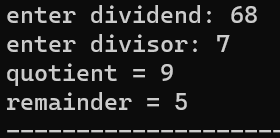 enter dividend: 68
enter divisor: 7
quotient = 9
remainder = 5
--------------------